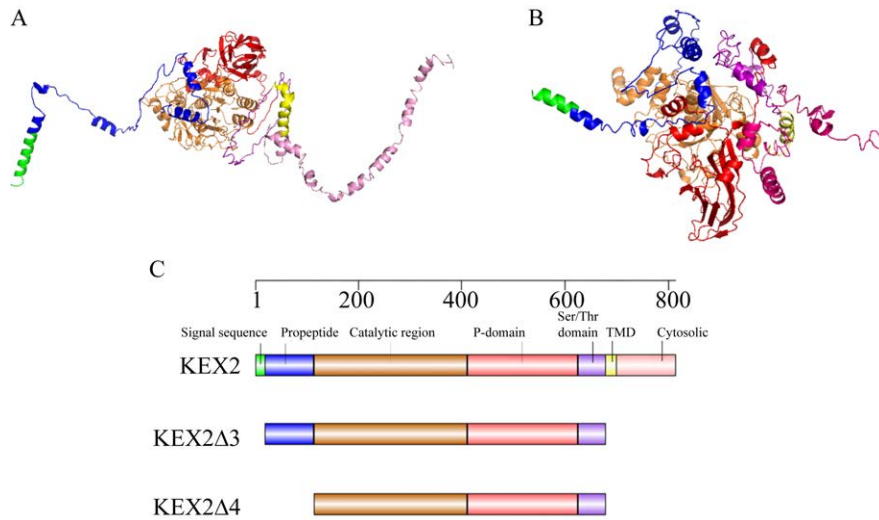 A
B
C
1 200 400 600 800
Ser/Thr
Signal sequence Propeptide Catalytic region P-domain domain TMD Cytosolic
KEX2
KEX2Δ3
KEX2Δ4